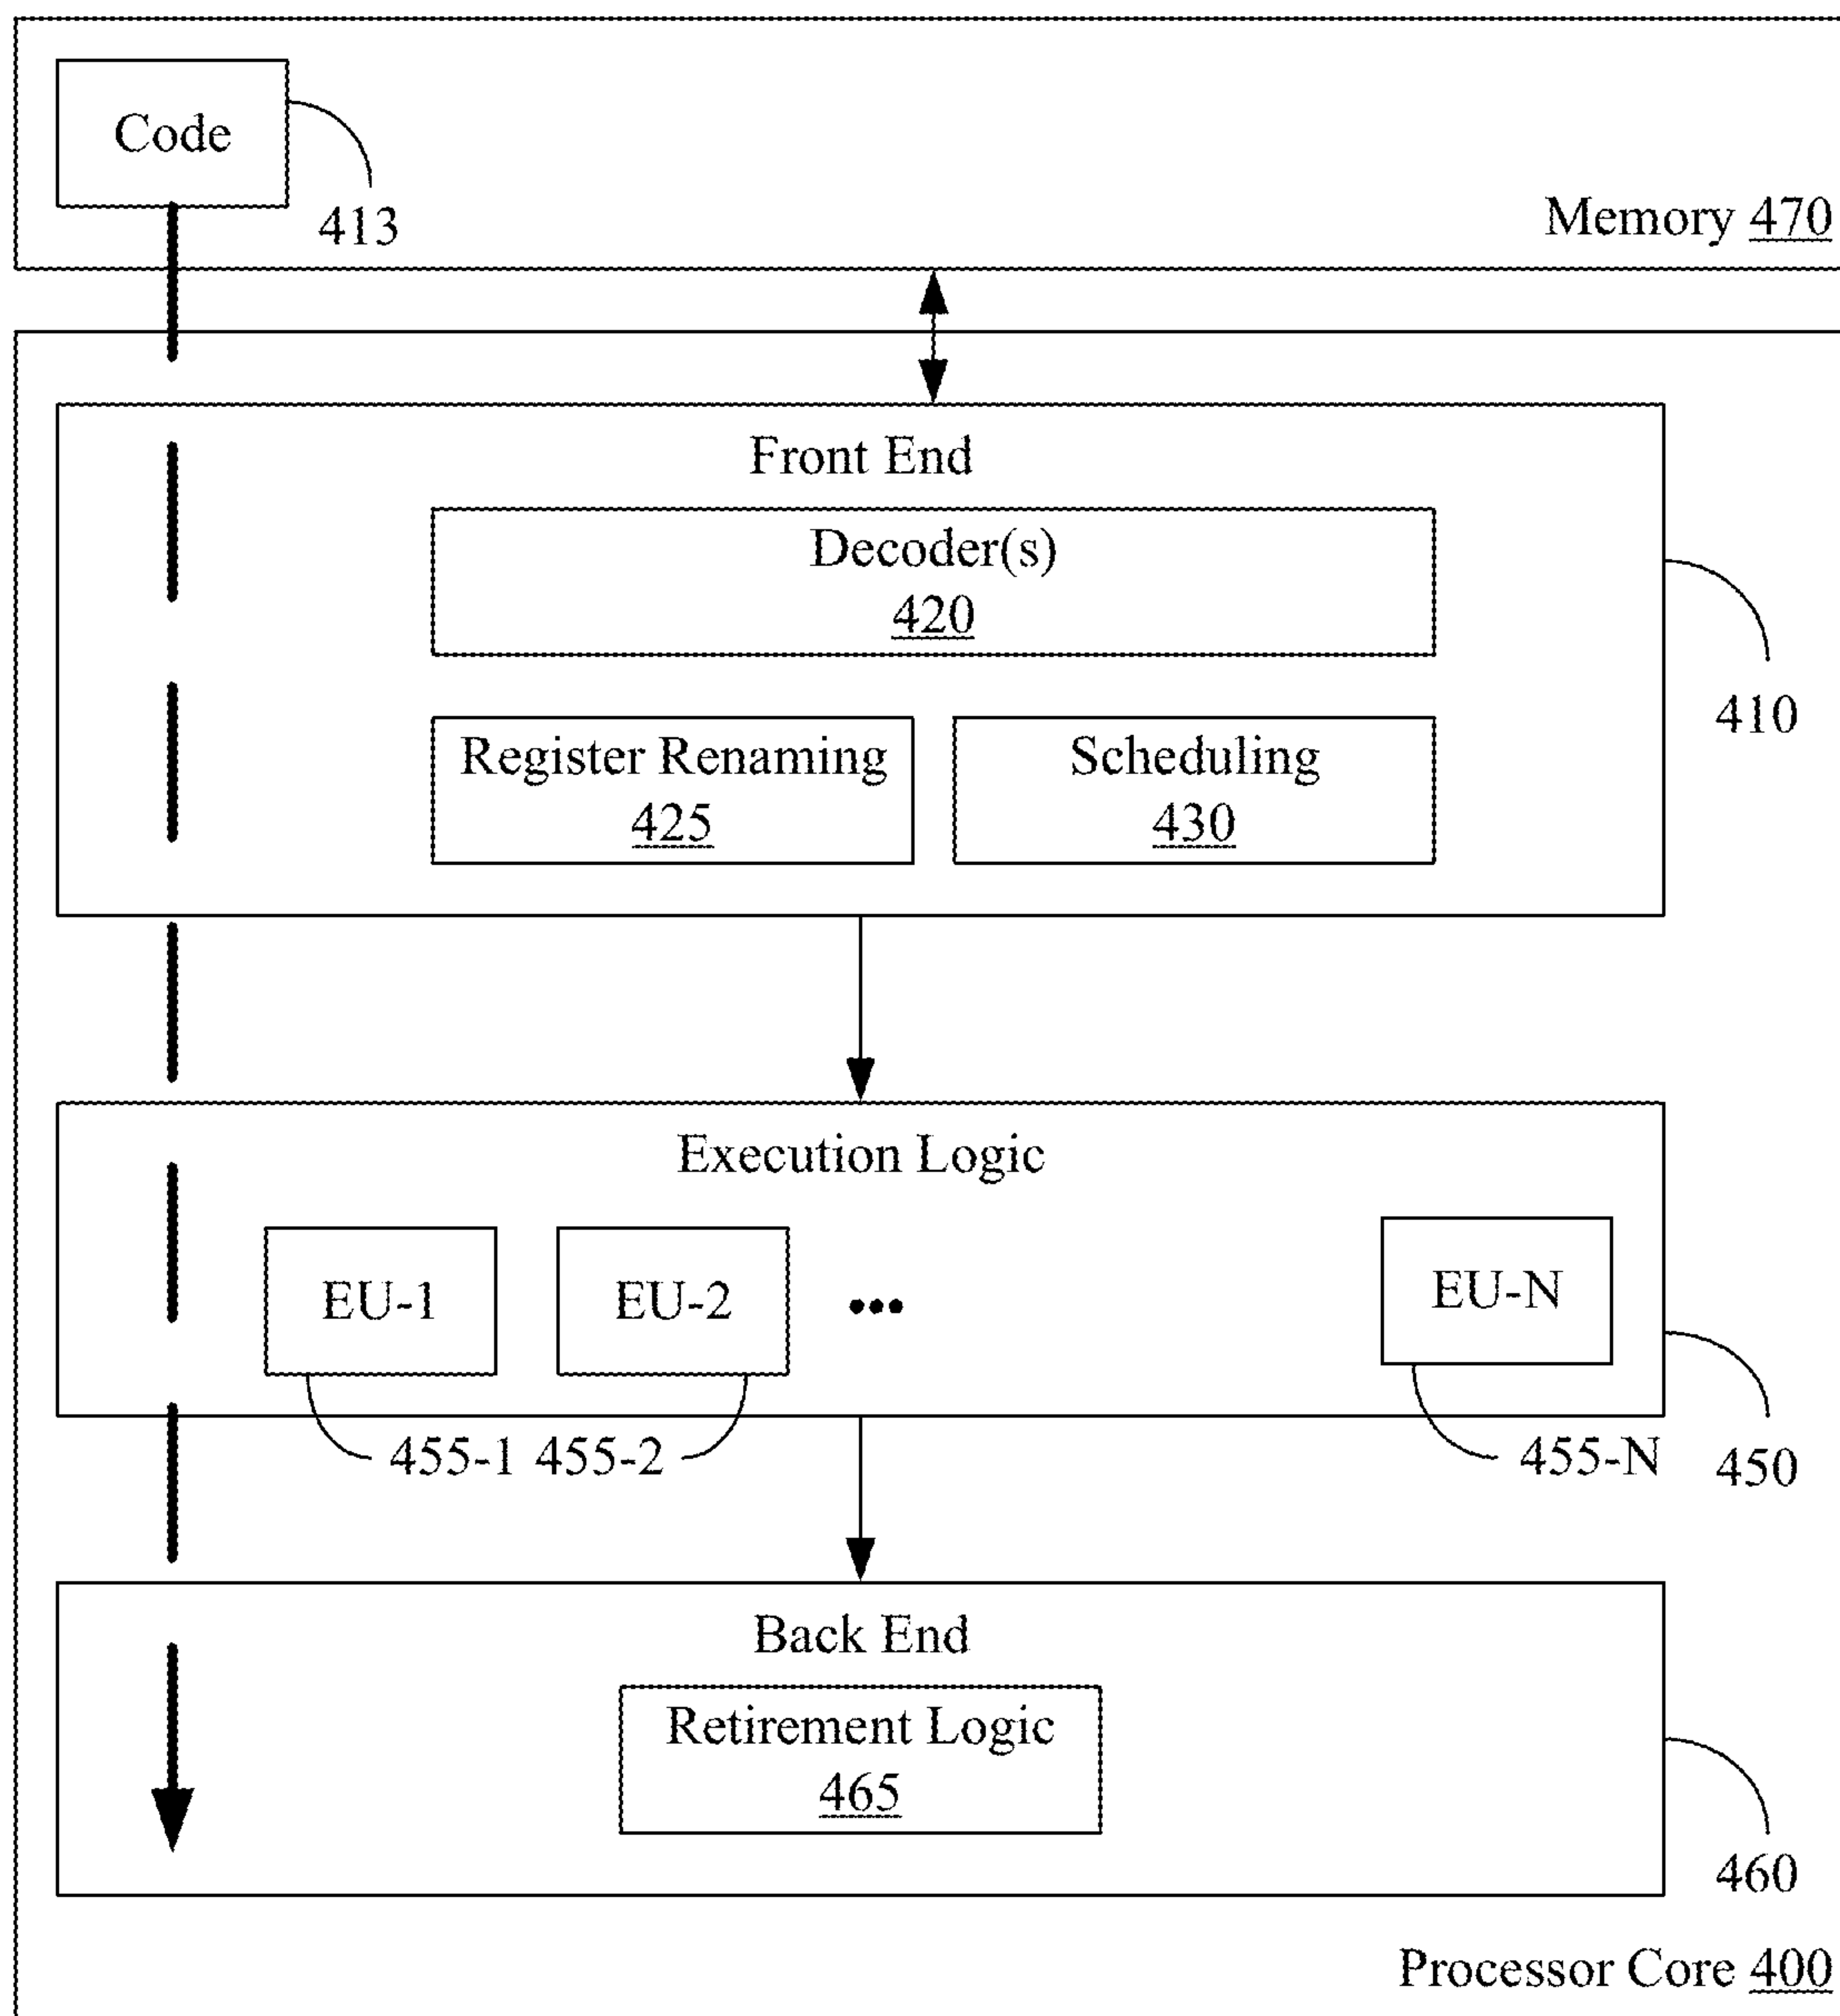 Code
413
Memory 470
Front End
Decoder(s)
420
410
Register Renaming
425
Scheduling
430
Execution Logic
EU-1
EU-2
•••
EU-N
455-1
455-2
455-N
450
Back End
Retirement Logic
465
460
Processor Core 400